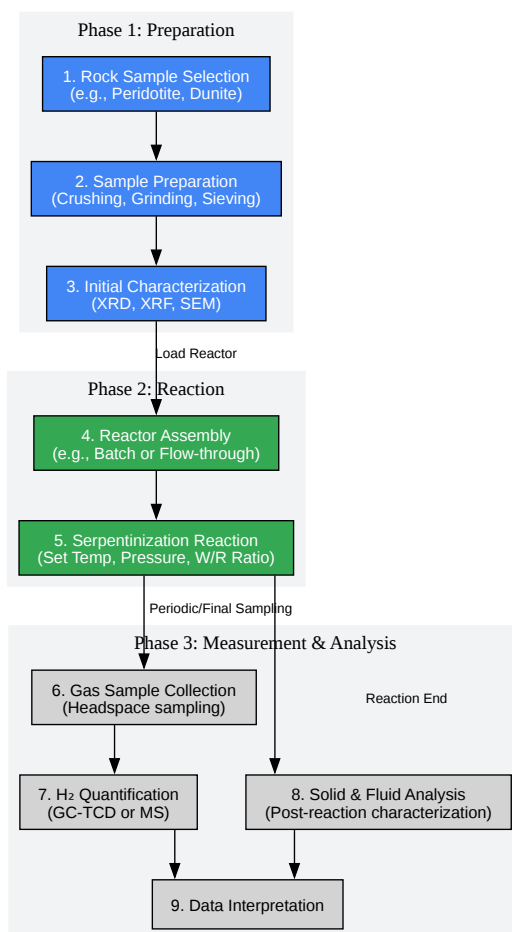 Phase 1: Preparation
1. Rock Sample Selection
(e.g., Peridotite, Dunite)
2. Sample Preparation
(Crushing, Grinding, Sieving)
3. Initial Characterization
(XRD, XRF, SEM)
Load Reactor
Phase 2: Reaction
4. Reactor Assembly
(e.g., Batch or Flow-through)
5. Serpentinization Reaction
(Set Temp, Pressure, W/R Ratio)
Periodic/Final Sampling
Phase 3: Measurement & Analysis
6. Gas Sample Collection
(Headspace sampling)
Reaction End
7. H₂ Quantification
(GC-TCD or MS)
8. Solid & Fluid Analysis
(Post-reaction characterization)
9. Data Interpretation